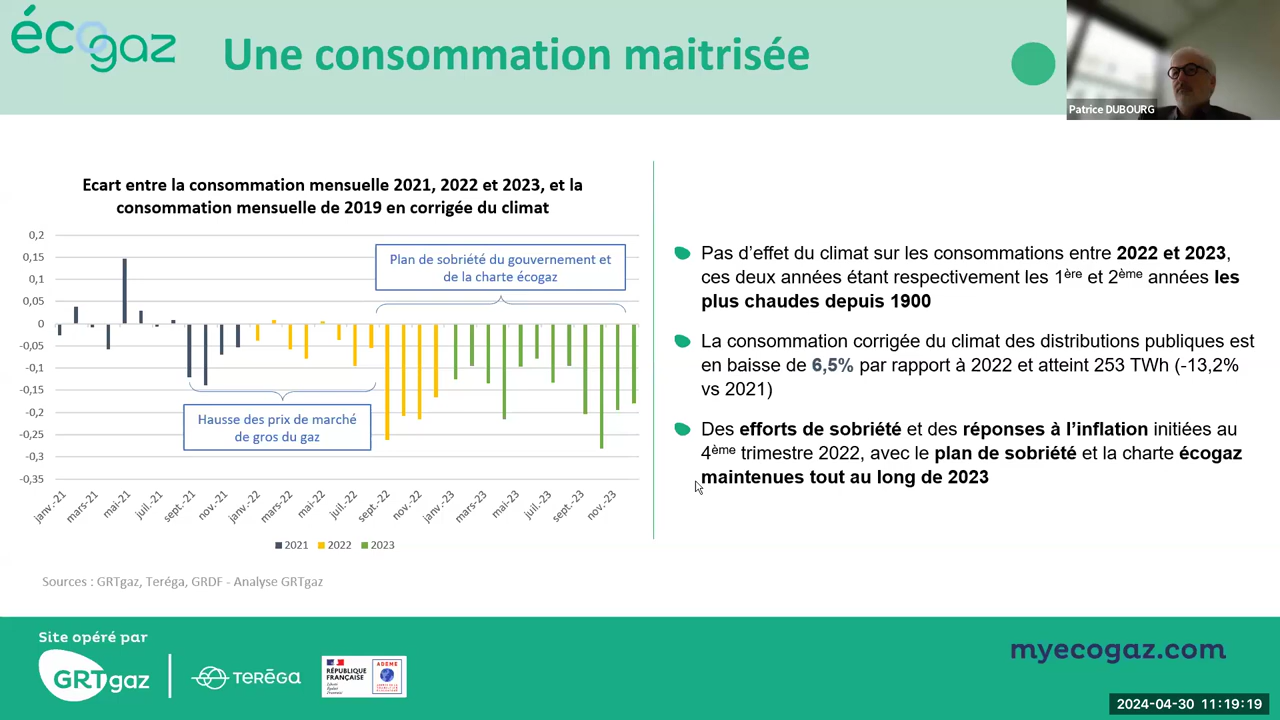 écogaz
Une consommation maitrisée
Patrice DUBOURG
Ecart entre la consommation mensuelle 2021, 2022 et 2023, et la
consommation mensuelle de 2019 en corrigée du climat
0,2
0,15
0,1
0,05
0
-0,05
-0,1
-0,15
-0,2
-0,25
-0,3
-0,35
Plan de sobriété du gouvernement et
de la charte écogaz
Hausse des prix de marché
de gros du gaz
janv.-21
mars-21
mai-21
juil.-21
sept.-21
nov.-21
janv.-22
mars-22
mai-22
juil.-22
sept.-22
nov.-22
janv.-23
mars-23
mai-23
juil.-23
sept.-23
nov.-23
2021 2022 2023
Sources : GRTgaz, Teréga, GRDF - Analyse GRTgaz
Pas d’effet du climat sur les consommations entre 2022 et 2023,
ces deux années étant respectivement les 1ère et 2ème années les
plus chaudes depuis 1900
La consommation corrigée du climat des distributions publiques est
en baisse de 6,5% par rapport à 2022 et atteint 253 TWh (-13,2%
vs 2021)
Des efforts de sobriété et des réponses à l’inflation initiées au
4ème trimestre 2022, avec le plan de sobriété et la charte écogaz
maintenues tout au long de 2023
Site opéré par
GRTgaz
TERÉGA
RÉPUBLIQUE
FRANÇAISE
ADEME
myecogaz.com
2024-04-30 11:19:19